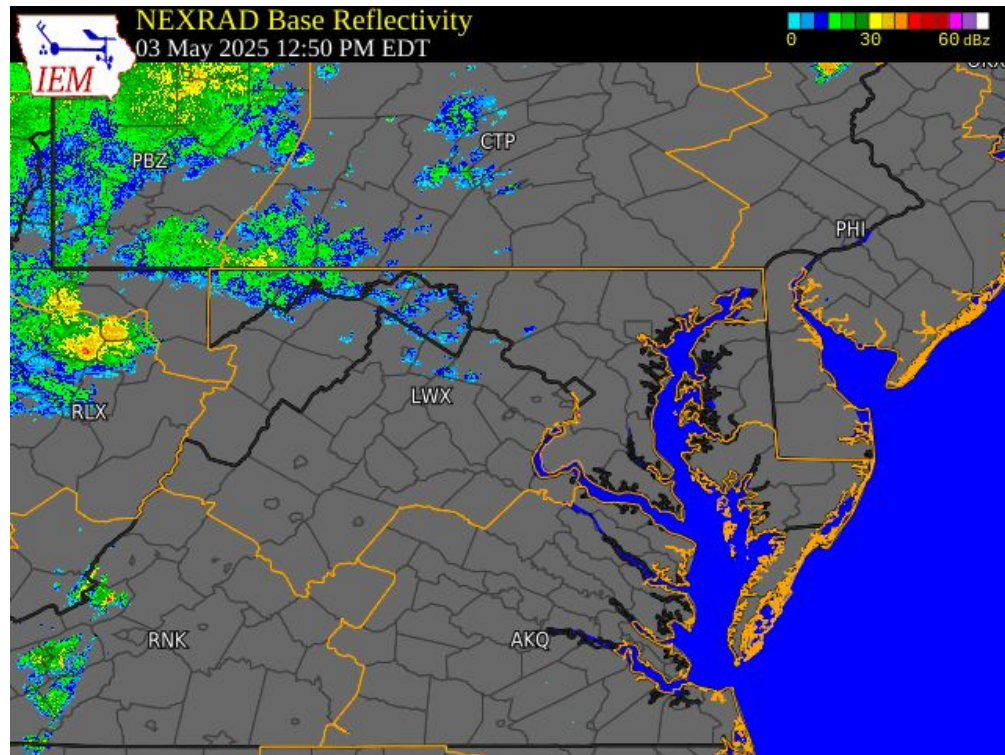 IEM
NEXRAD Base Reflectivity
03 May 2025 12:50 PM EDT
0 30 60 dBz
OKX
CTP
PBZ
PHI
LWX
RLX
RNK
AKQ